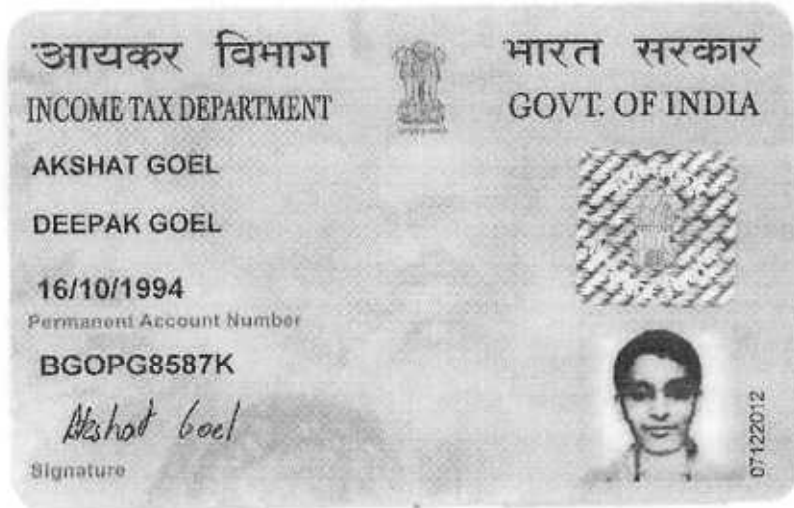 आयकर विभाग
INCOME TAX DEPARTMENT
भारत सरकार
GOVT. OF INDIA
AKSHAT GOEL
DEEPAK GOEL
16/10/1994
Permanent Account Number
BGOPG8587K
Akshat Goel
Signature
07122012